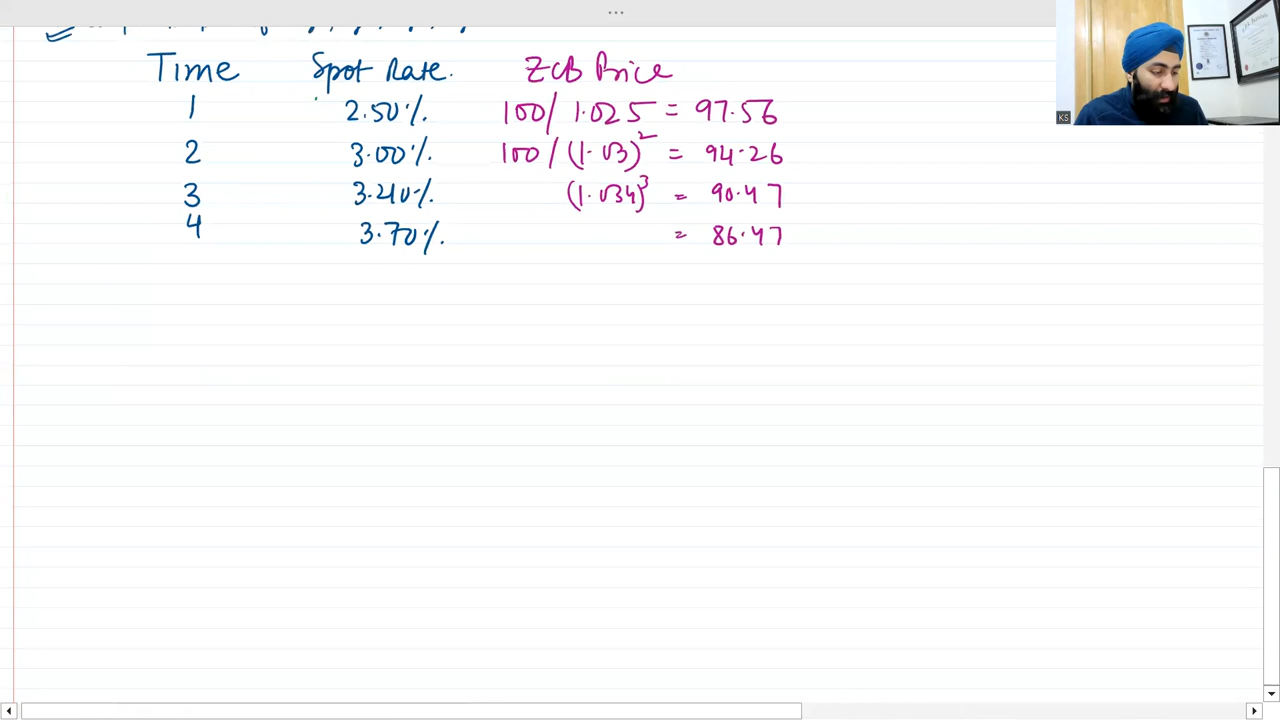 Time Spot Rate. ZCB Price
1 2.50% 100/1.025 = 97.56
2 3.00% 100/(1.03)² = 94.26
3 3.40% (1.034)³ = 90.47
4 3.70% = 86.47
KS